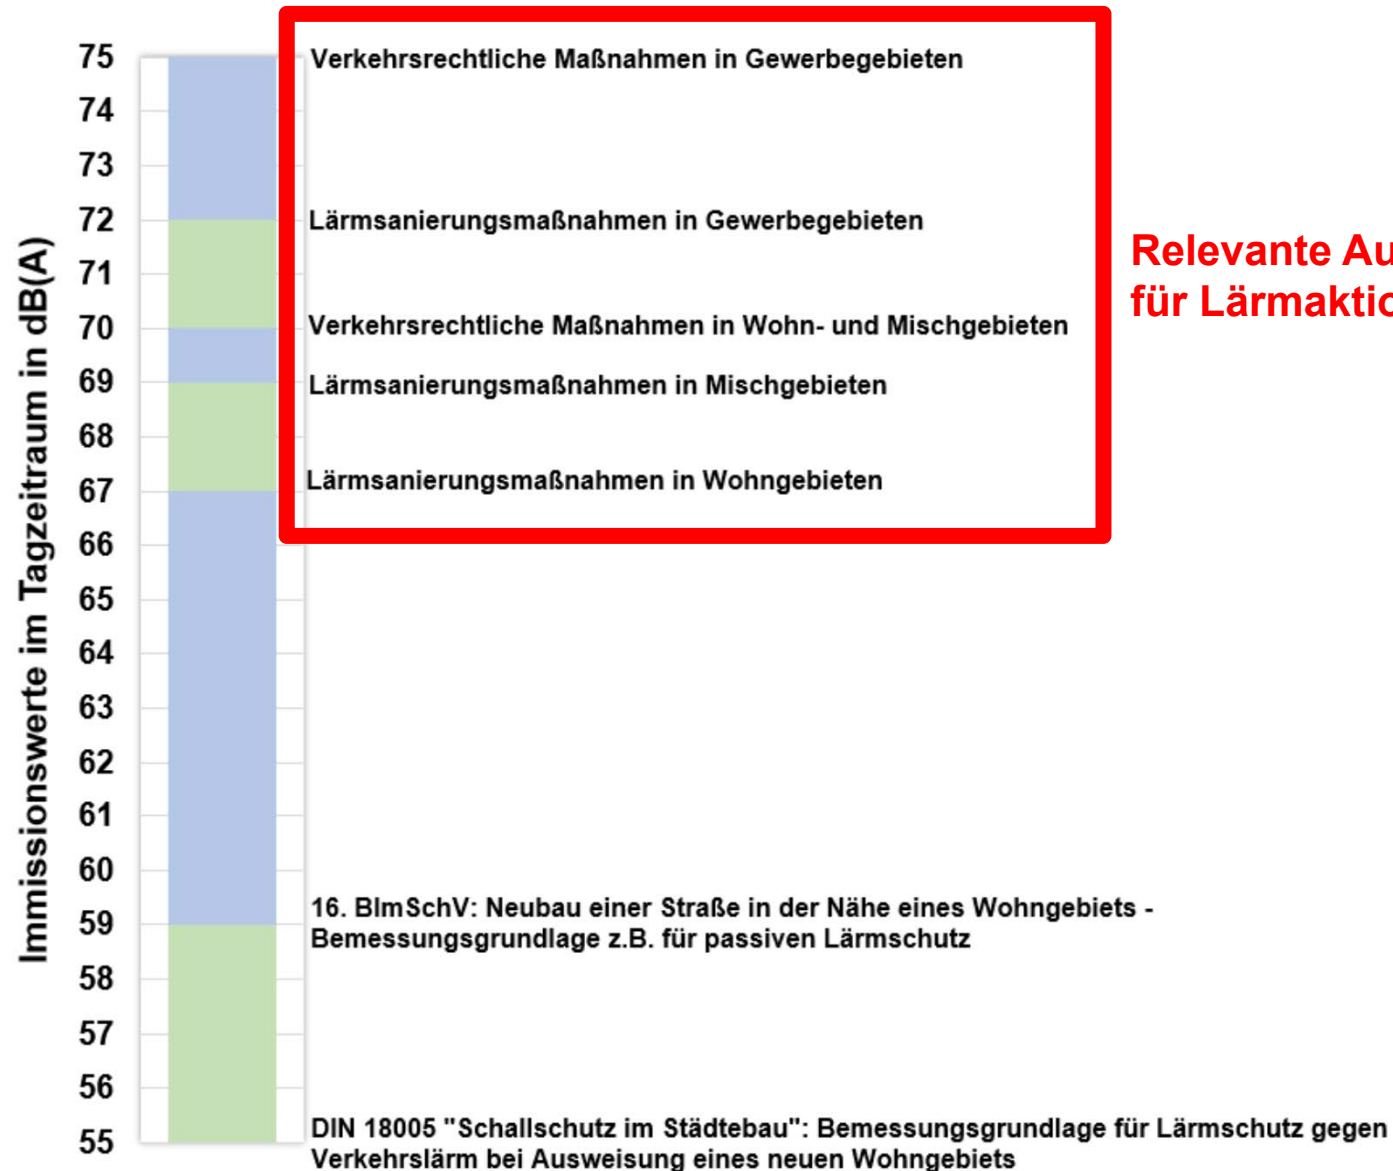 Immissionswerte im Tagzeitraum in dB(A)
75
74
73
72
71
70
69
68
67
66
65
64
63
62
61
60
59
58
57
56
55
Verkehrsrechtliche Maßnahmen in Gewerbegebieten
Lärmsanierungsmaßnahmen in Gewerbegebieten
Verkehrsrechtliche Maßnahmen in Wohn- und Mischgebieten
Lärmsanierungsmaßnahmen in Mischgebieten
Lärmsanierungsmaßnahmen in Wohngebieten
Relevante
für
16. BImSchV: Neubau einer Straße in der Nähe eines Wohngebiets -
Bemessungsgrundlage z.B. für passiven Lärmschutz
DIN 18005 "Schallschutz im Städtebau": Bemessungsgrundlage für Lärmschutz gegen
Verkehrslärm bei Ausweisung eines neuen Wohngebiets